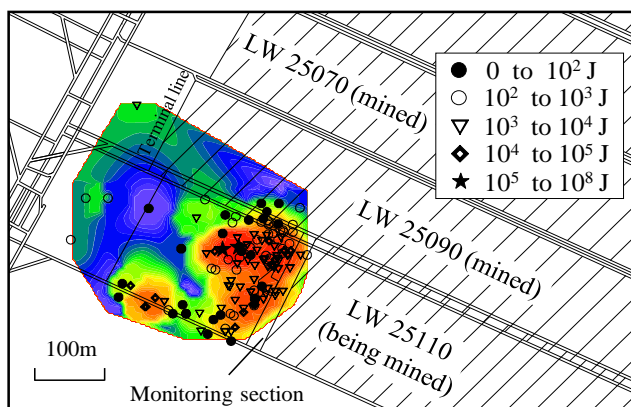 LW 25070 (mined)
0 to 10² J
10² to 10³ J
10³ to 10⁴ J
10⁴ to 10⁵ J
10⁵ to 10⁸ J
Terminal line
LW 25090 (mined)
LW 25110
(being mined)
100m
Monitoring section